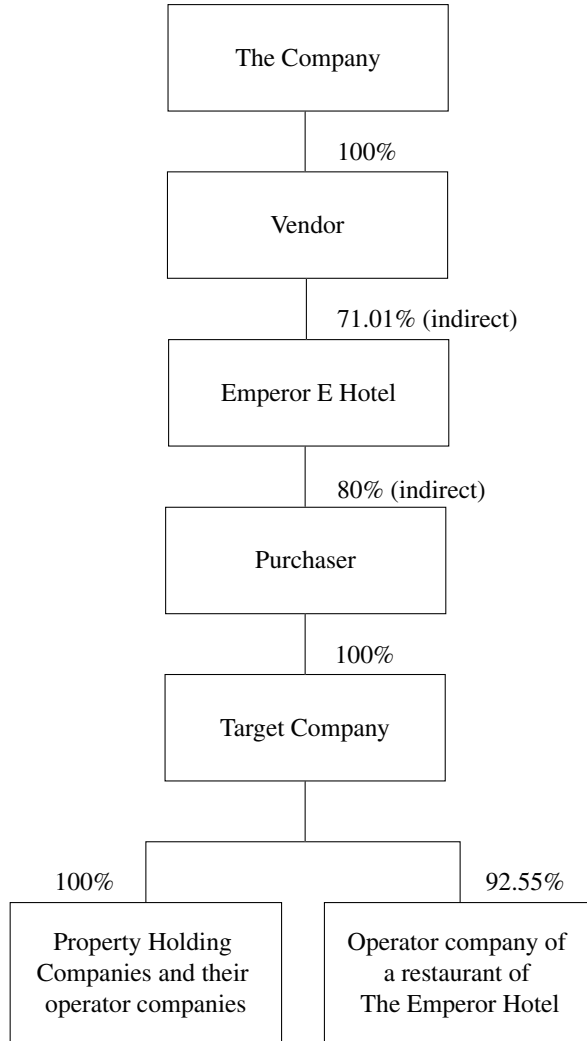 The Company
100%
Vendor
71.01% (indirect)
Emperor E Hotel
80% (indirect)
Purchaser
100%
Target Company
100%
92.55%
Property Holding
Companies and their
operator companies
Operator company of
a restaurant of
The Emperor Hotel